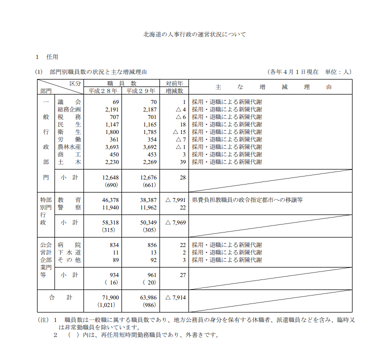 北海道の人事行政の運営状況について
1 任用
(1) 部門別職員数の状況と主な増減理由 (各年4月1日現在 単位:人)
区分 部門 職員数 対前年増減数 主な増減理由
平成28年 平成29年
一般行政部門 議会 69 70 1 採用・退職による新陳代謝
総務企画 2,191 2,187 △ 4 採用・退職による新陳代謝
税務 707 701 △ 6 採用・退職による新陳代謝
民生 1,147 1,165 18 採用・退職による新陳代謝
衛生 1,800 1,785 △ 15 採用・退職による新陳代謝
労働 361 354 △ 7 採用・退職による新陳代謝
農林水産 3,693 3,692 △ 1 採用・退職による新陳代謝
商工 450 453 3 採用・退職による新陳代謝
土木 2,230 2,269 39 採用・退職による新陳代謝
小計 12,648 12,676 28
(690) (661)
特別行政部門 教育 46,378 38,387 △ 7,991 県費負担教職員の政令指定都市への移譲等
警察 11,940 11,962 22
小計 58,318 50,349 △ 7,969
(315) (305)
公営企業等会計部門 病院 834 856 22 採用・退職による新陳代謝
下水道 11 13 2 採用・退職による新陳代謝
その他 89 92 3 採用・退職による新陳代謝
小計 934 961 27
( 16) ( 20)
合計 71,900 63,986 △ 7,914
(1,021) (986)
(注) 1 職員数は一般職に属する職員数であり、地方公務員の身分を保有する休職者、派遣職員などを含み、臨時又
は非常勤職員を除いています。
2 ( )内は、再任用短時間勤務職員であり、外書きです。